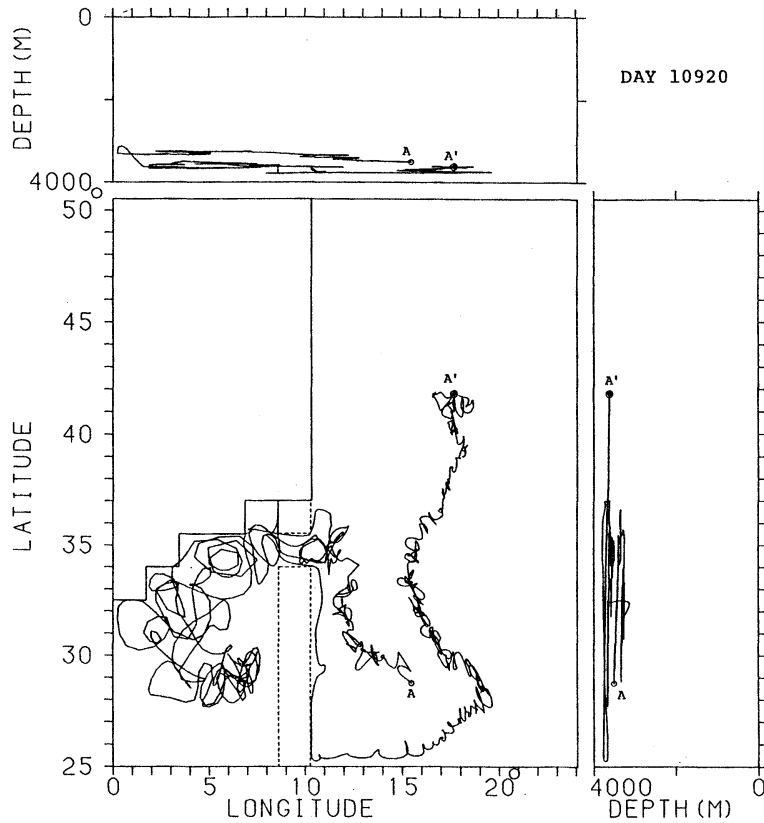 0
DEPTH (M)
DAY 10920
A
A'
4000
50°
45
A'
A'
40
LATITUDE
35
30
A
A
25
0
5
10
15
20°
4000
0
LONGITUDE
DEPTH (M)